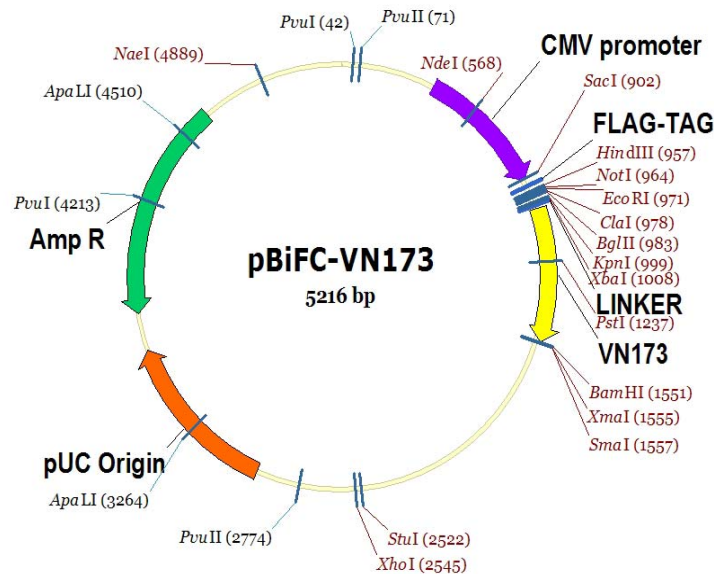 PvuI (42)
PvuII (71)
NaeI (4889)
NdeI (568)
CMV promoter
SacI (902)
ApaLI (4510)
FLAG-TAG
HindIII (957)
NotI (964)
EcoRI (971)
ClaI (978)
BglII (983)
KpnI (999)
XbaI (1008)
LINKER
PstI (1237)
VN173
PvuI (4213)
Amp R
pBiFC-VN173
5216 bp
BamHI (1551)
XmaI (1555)
SmaI (1557)
pUC Origin
ApaLI (3264)
PvuII (2774)
StuI (2522)
XhoI (2545)